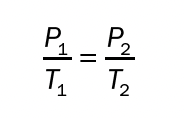 P₁/T₁ = P₂/T₂